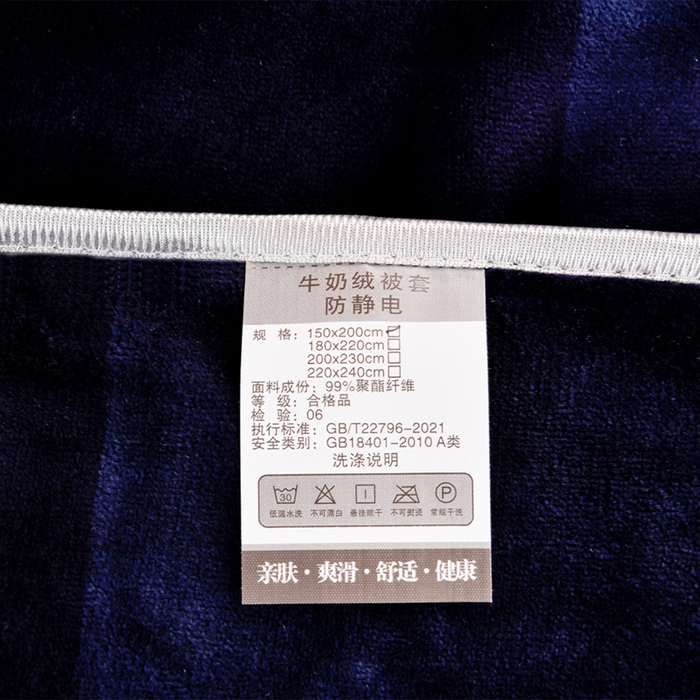 牛奶绒被套
防静电
规 格：150x200cm☑
180x220cm□
200x230cm□
220x240cm□
面料成份：99%聚酯纤维
等 级：合格品
检 验：06
执行标准：GB/T22796-2021
安全类别：GB18401-2010 A类
洗涤说明
30
P
低温水洗 不可漂白 悬挂晾干 不可熨烫 常规干洗
亲肤·爽滑·舒适·健康